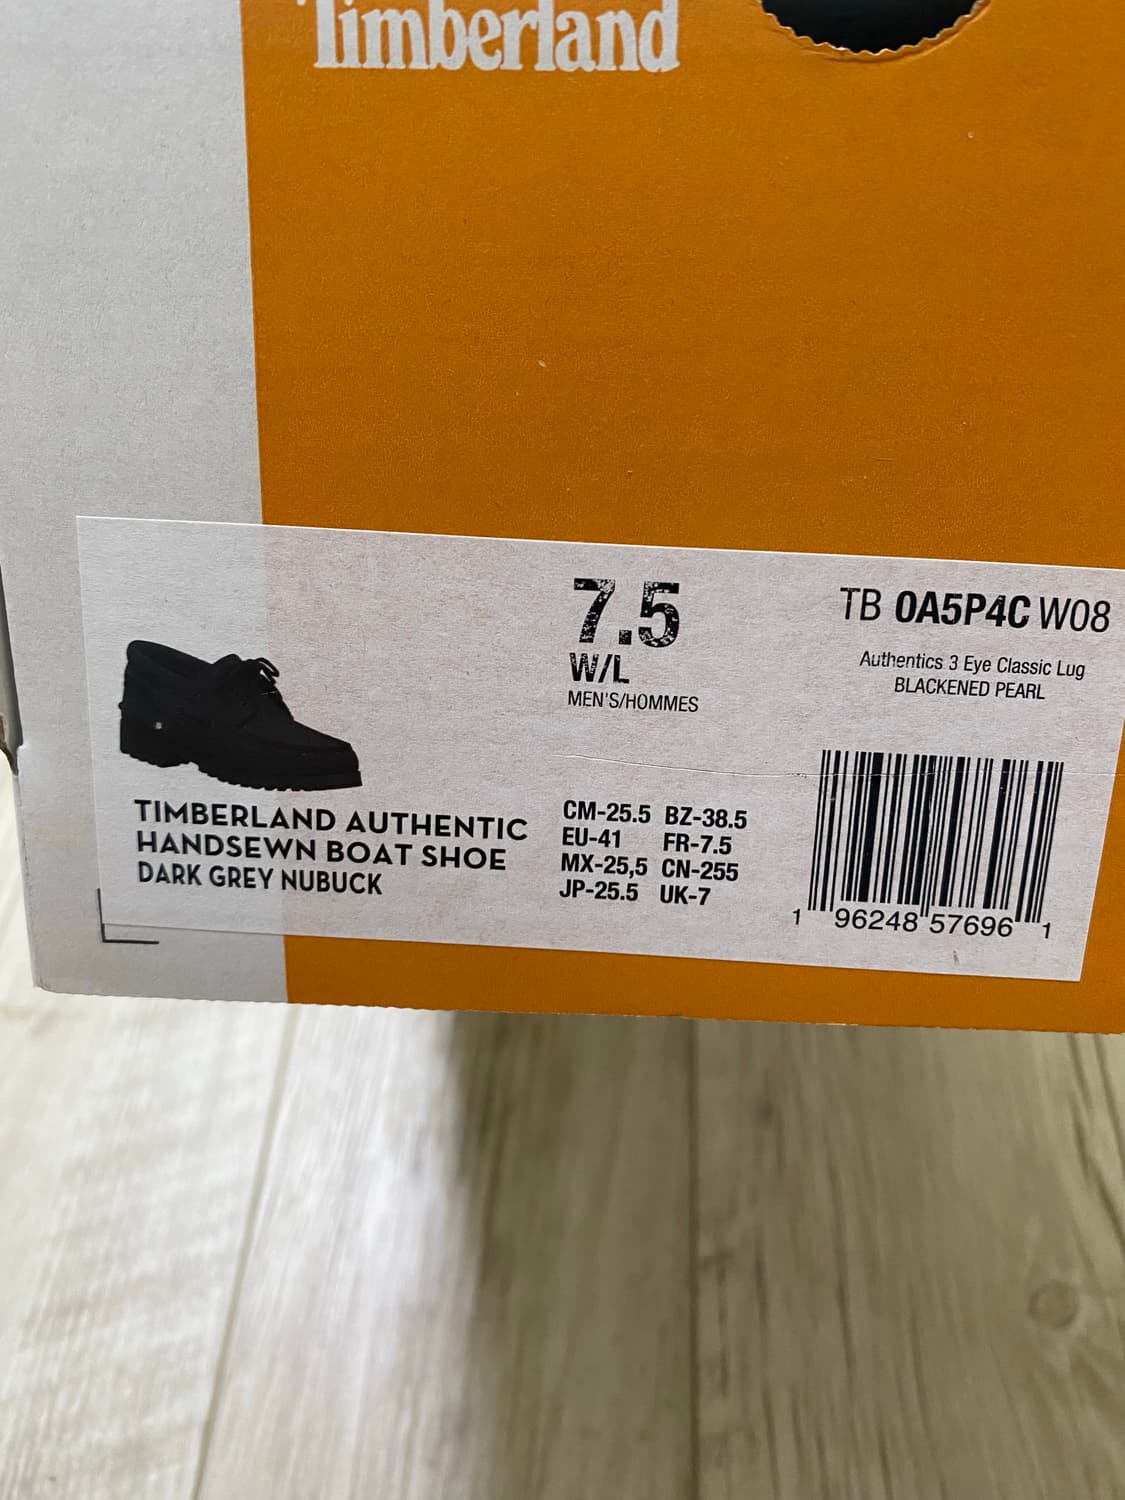 Timberland
7.5
W/L
MEN'S/HOMMES
TB 0A5P4C W08
Authentics 3 Eye Classic Lug
BLACKENED PEARL
TIMBERLAND AUTHENTIC
HANDSEWN BOAT SHOE
DARK GREY NUBUCK
CM-25.5 BZ-38.5
EU-41 FR-7.5
MX-25,5 CN-255
JP-25.5 UK-7
1 96248 57696 1